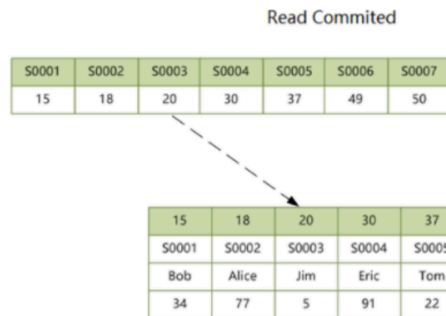 Read Commited
S0001 S0002 S0003 S0004 S0005 S0006 S0007
15 18 20 30 37 49 50
15 18 20 30 37
S0001 S0002 S0003 S0004 S0005
Bob Alice Jim Eric Tom
34 77 5 91 22